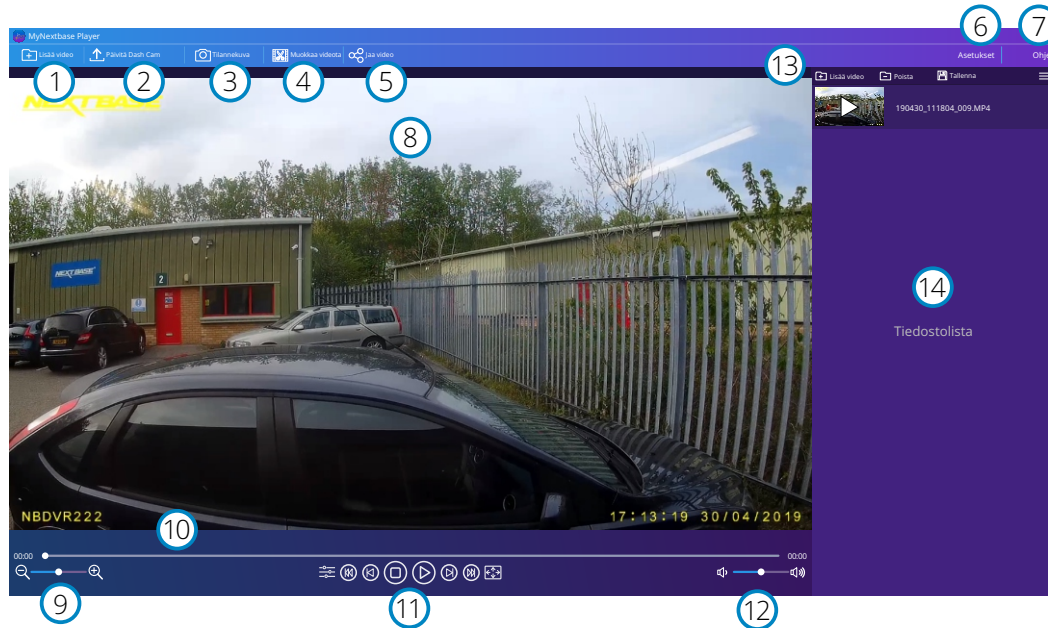 MyNextbase Player
Lisää video Päivitä Dash Cam Tilannekuva Muokkaa videota Jaa video Asetukset Ohje
1 2 3 4 5 6 7
13
Lisää video Poista Tallenna
190430_111804_009.MP4
NEXTBASE
8
NEXTBASE
2
14
Tiedostolista
NBDVR222 17:13:19 30/04/2019
10
00:00 00:00
9 11 12